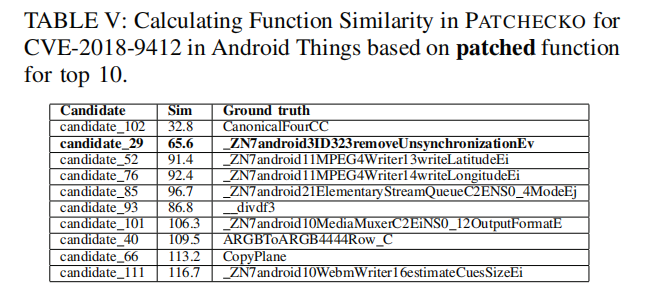 TABLE V: Calculating Function Similarity in PATCHECKO for
CVE-2018-9412 in Android Things based on patched function
for top 10.
Candidate Sim Ground truth
candidate_102 32.8 CanonicalFourCC
candidate_29 65.6 _ZN7android3ID323removeUnsynchronizationEv
candidate_52 91.4 _ZN7android11MPEG4Writer13writeLatitudeEi
candidate_76 92.4 _ZN7android11MPEG4Writer14writeLongitudeEi
candidate_85 96.7 _ZN7android21ElementaryStreamQueueC2ENS0_4ModeEj
candidate_93 86.8 __divdf3
candidate_101 106.3 _ZN7android10MediaMuxerC2EiNS0_12OutputFormatE
candidate_40 109.5 ARGBToARGB4444Row_C
candidate_66 113.2 CopyPlane
candidate_111 116.7 _ZN7android10WebmWriter16estimateCuesSizeEi